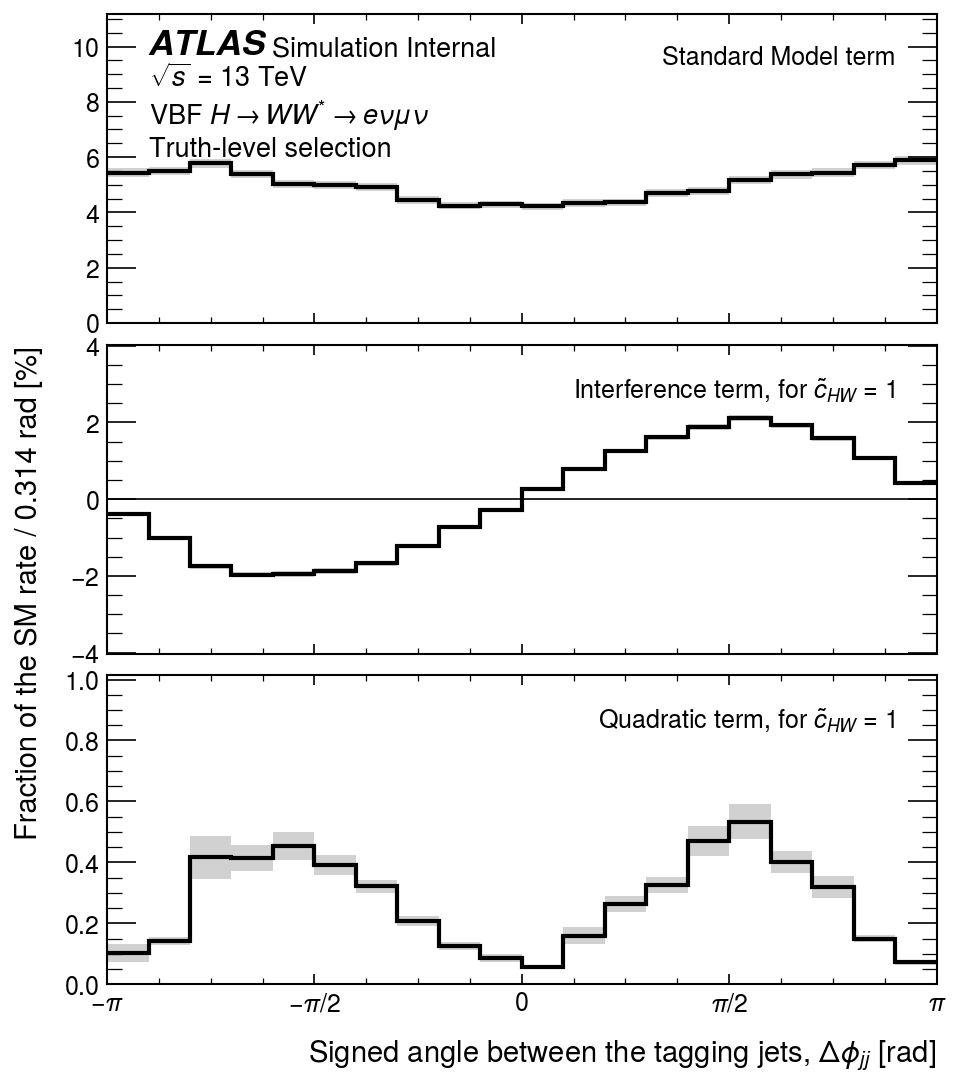 ATLAS Simulation Internal
√s = 13 TeV
VBF H → WW* → eνμν
Truth-level selection
Standard Model term
10
8
6
4
2
0
Fraction of the SM rate / 0.314 rad [%]
Interference term, for c̃HW = 1
4
2
0
−2
−4
Quadratic term, for c̃HW = 1
1.0
0.8
0.6
0.4
0.2
0.0
−π −π/2 0 π/2 π
Signed angle between the tagging jets, Δϕjj [rad]